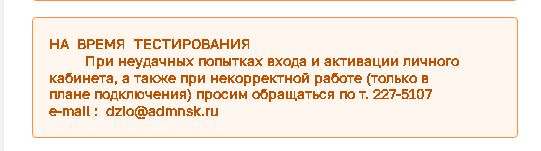 НА ВРЕМЯ ТЕСТИРОВАНИЯ
При неудачных попытках входа и активации личного
кабинета, а также при некорректной работе (только в
плане подключения) просим обращаться по т. 227-5107
e-mail : dzio@admnsk.ru